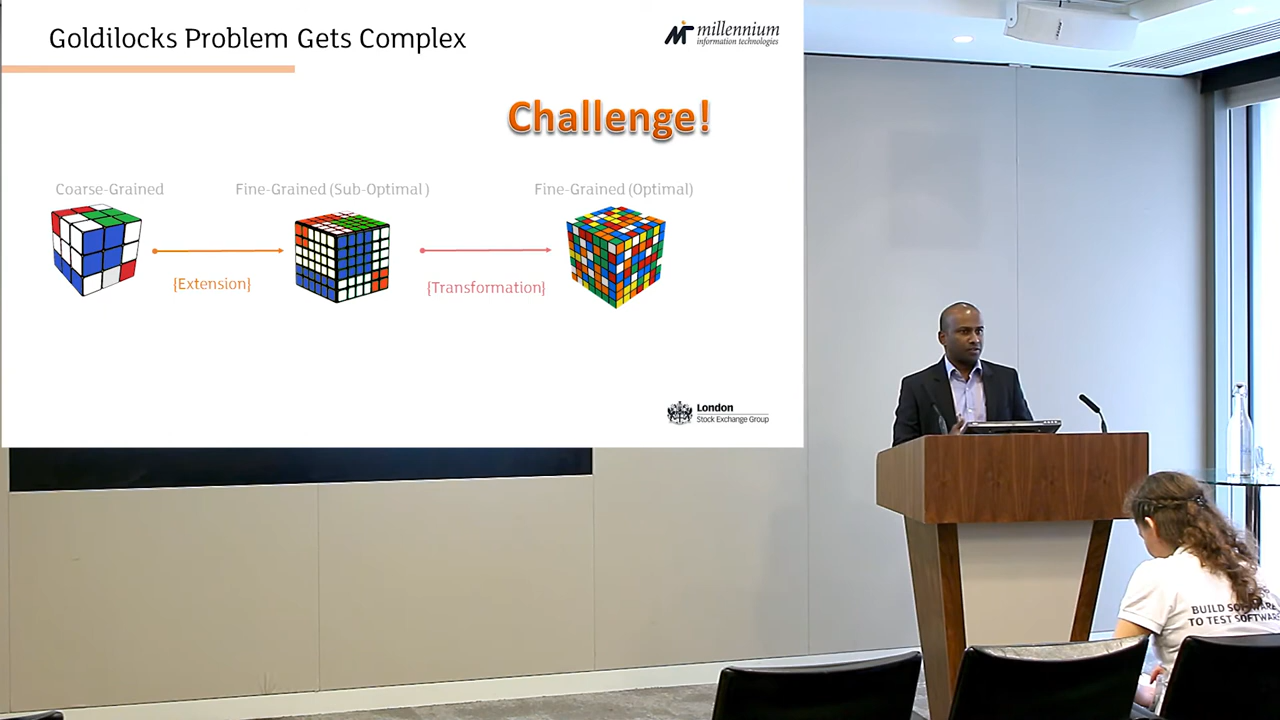 Goldilocks Problem Gets Complex
millennium
information technologies
Challenge!
Coarse-Grained
Fine-Grained (Sub-Optimal )
Fine-Grained (Optimal)
{Extension}
{Transformation}
London
Stock Exchange Group
BUILD SOFTWARE
TO TEST SOFTWARE